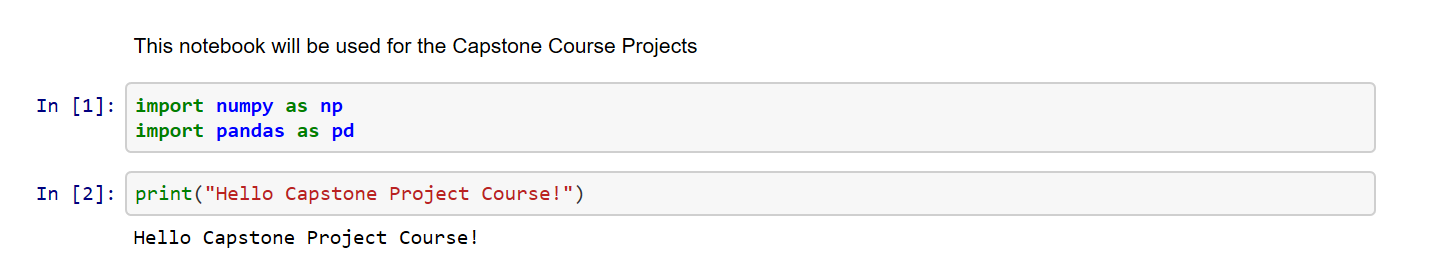 This notebook will be used for the Capstone Course Projects
In [1]: import numpy as np
import pandas as pd
In [2]: print("Hello Capstone Project Course!")
Hello Capstone Project Course!